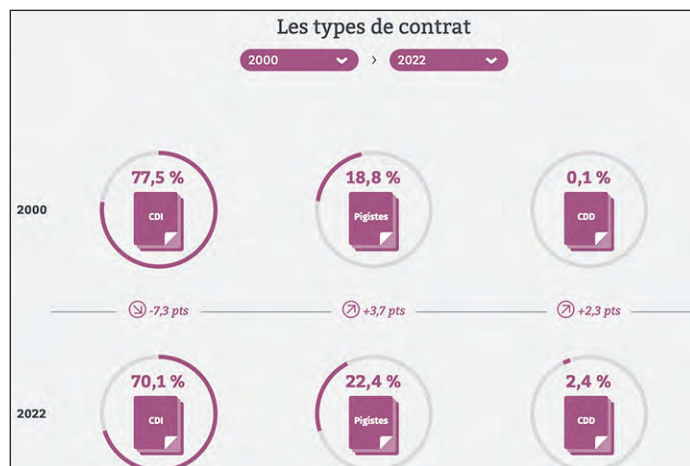 Les types de contrat
2000 › 2022
77,5 % 18,8 % 0,1 %
2000 CDI Pigistes CDD
-7,3 pts +3,7 pts +2,3 pts
70,1 % 22,4 % 2,4 %
2022 CDI Pigistes CDD